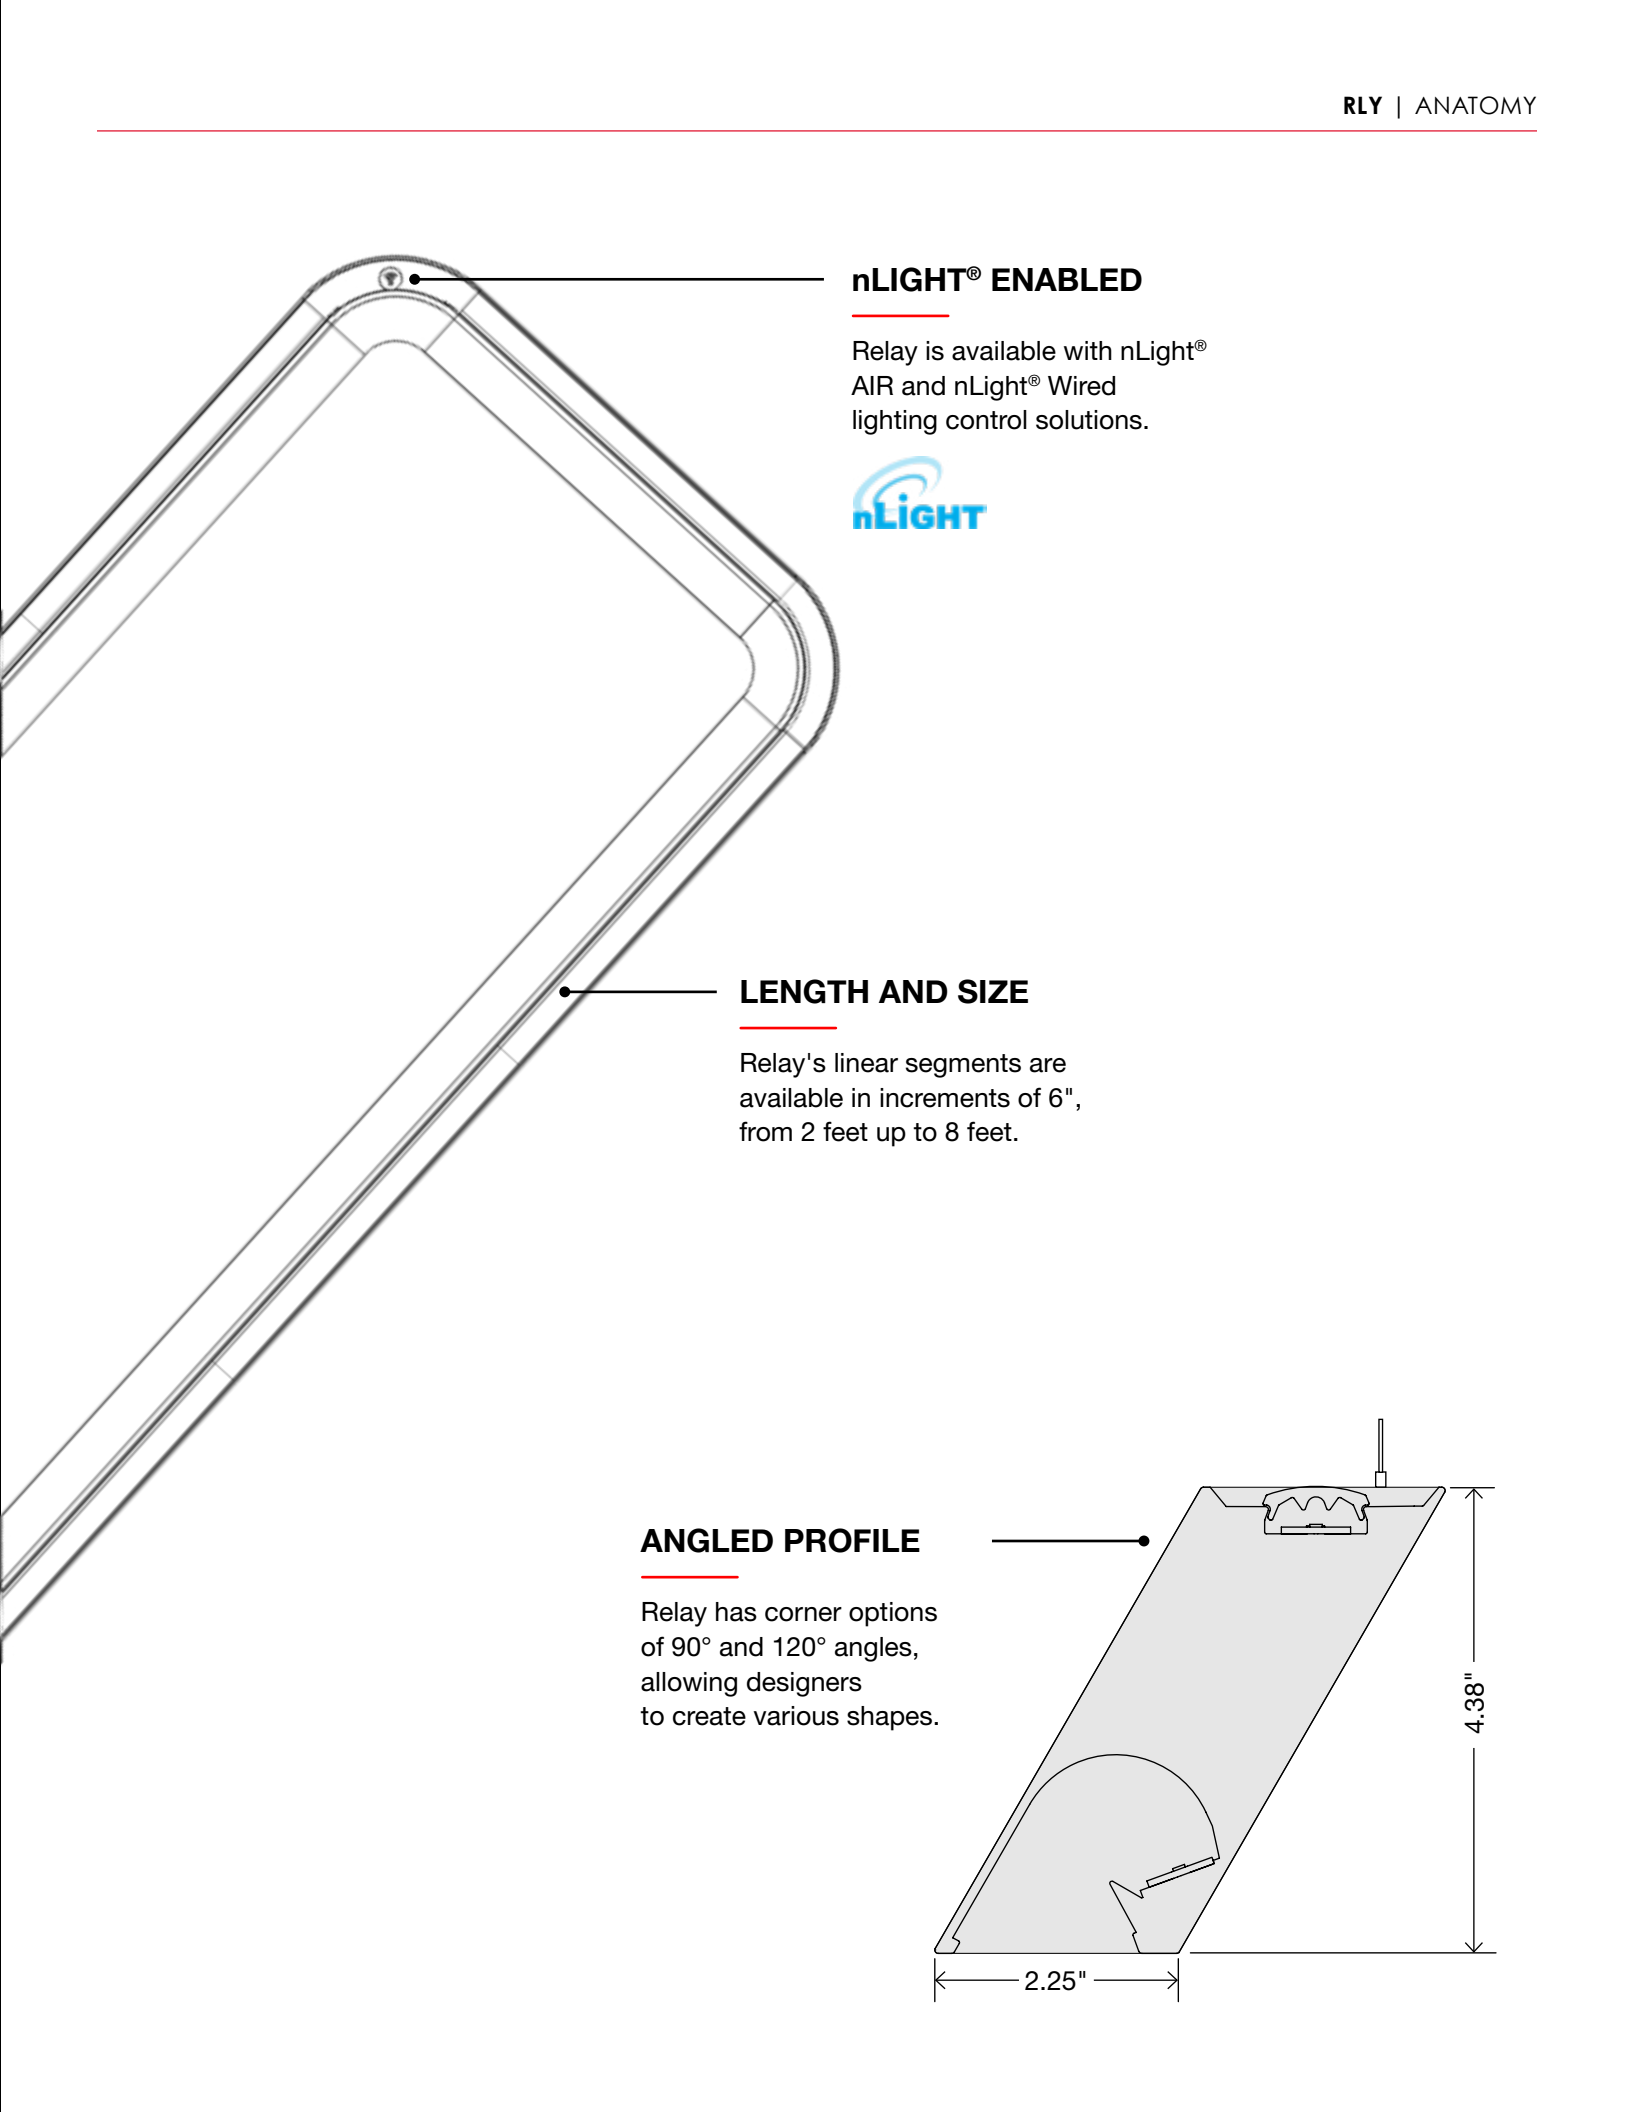 RLY | ANATOMY
nLIGHT® ENABLED
Relay is available with nLight®
AIR and nLight® Wired
lighting control solutions.
nLiGHT
LENGTH AND SIZE
Relay's linear segments are
available in increments of 6",
from 2 feet up to 8 feet.
ANGLED PROFILE
Relay has corner options
of 90° and 120° angles,
allowing designers
to create various shapes.
4.38"
2.25"